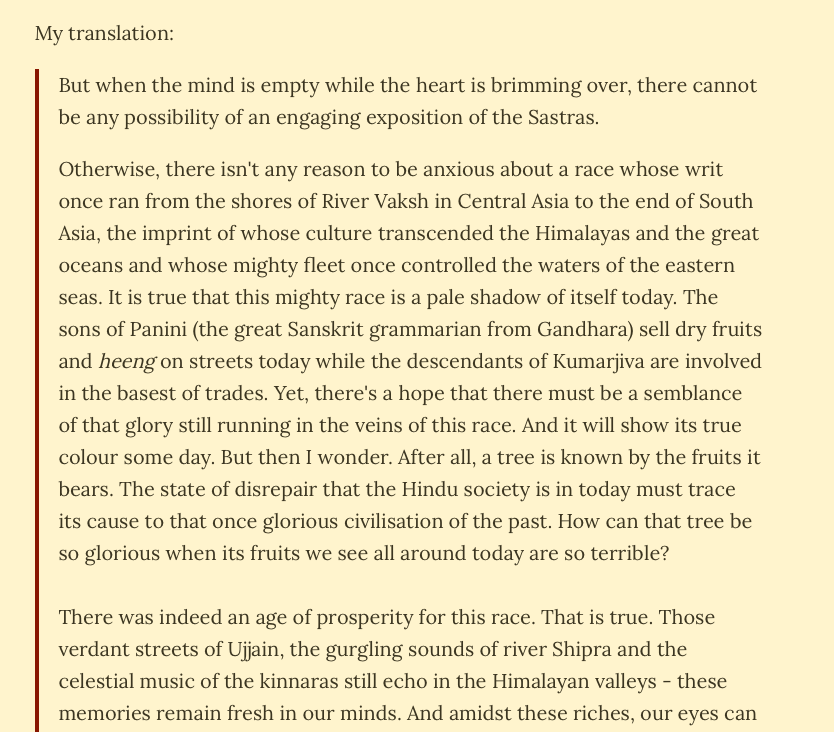 My translation:
But when the mind is empty while the heart is brimming over, there cannot
be any possibility of an engaging exposition of the Sastras.
Otherwise, there isn't any reason to be anxious about a race whose writ
once ran from the shores of River Vaksh in Central Asia to the end of South
Asia, the imprint of whose culture transcended the Himalayas and the great
oceans and whose mighty fleet once controlled the waters of the eastern
seas. It is true that this mighty race is a pale shadow of itself today. The
sons of Panini (the great Sanskrit grammarian from Gandhara) sell dry fruits
and heeng on streets today while the descendants of Kumarjiva are involved
in the basest of trades. Yet, there's a hope that there must be a semblance
of that glory still running in the veins of this race. And it will show its true
colour some day. But then I wonder. After all, a tree is known by the fruits it
bears. The state of disrepair that the Hindu society is in today must trace
its cause to that once glorious civilisation of the past. How can that tree be
so glorious when its fruits we see all around today are so terrible?
There was indeed an age of prosperity for this race. That is true. Those
verdant streets of Ujjain, the gurgling sounds of river Shipra and the
celestial music of the kinnaras still echo in the Himalayan valleys - these
memories remain fresh in our minds. And amidst these riches, our eyes can